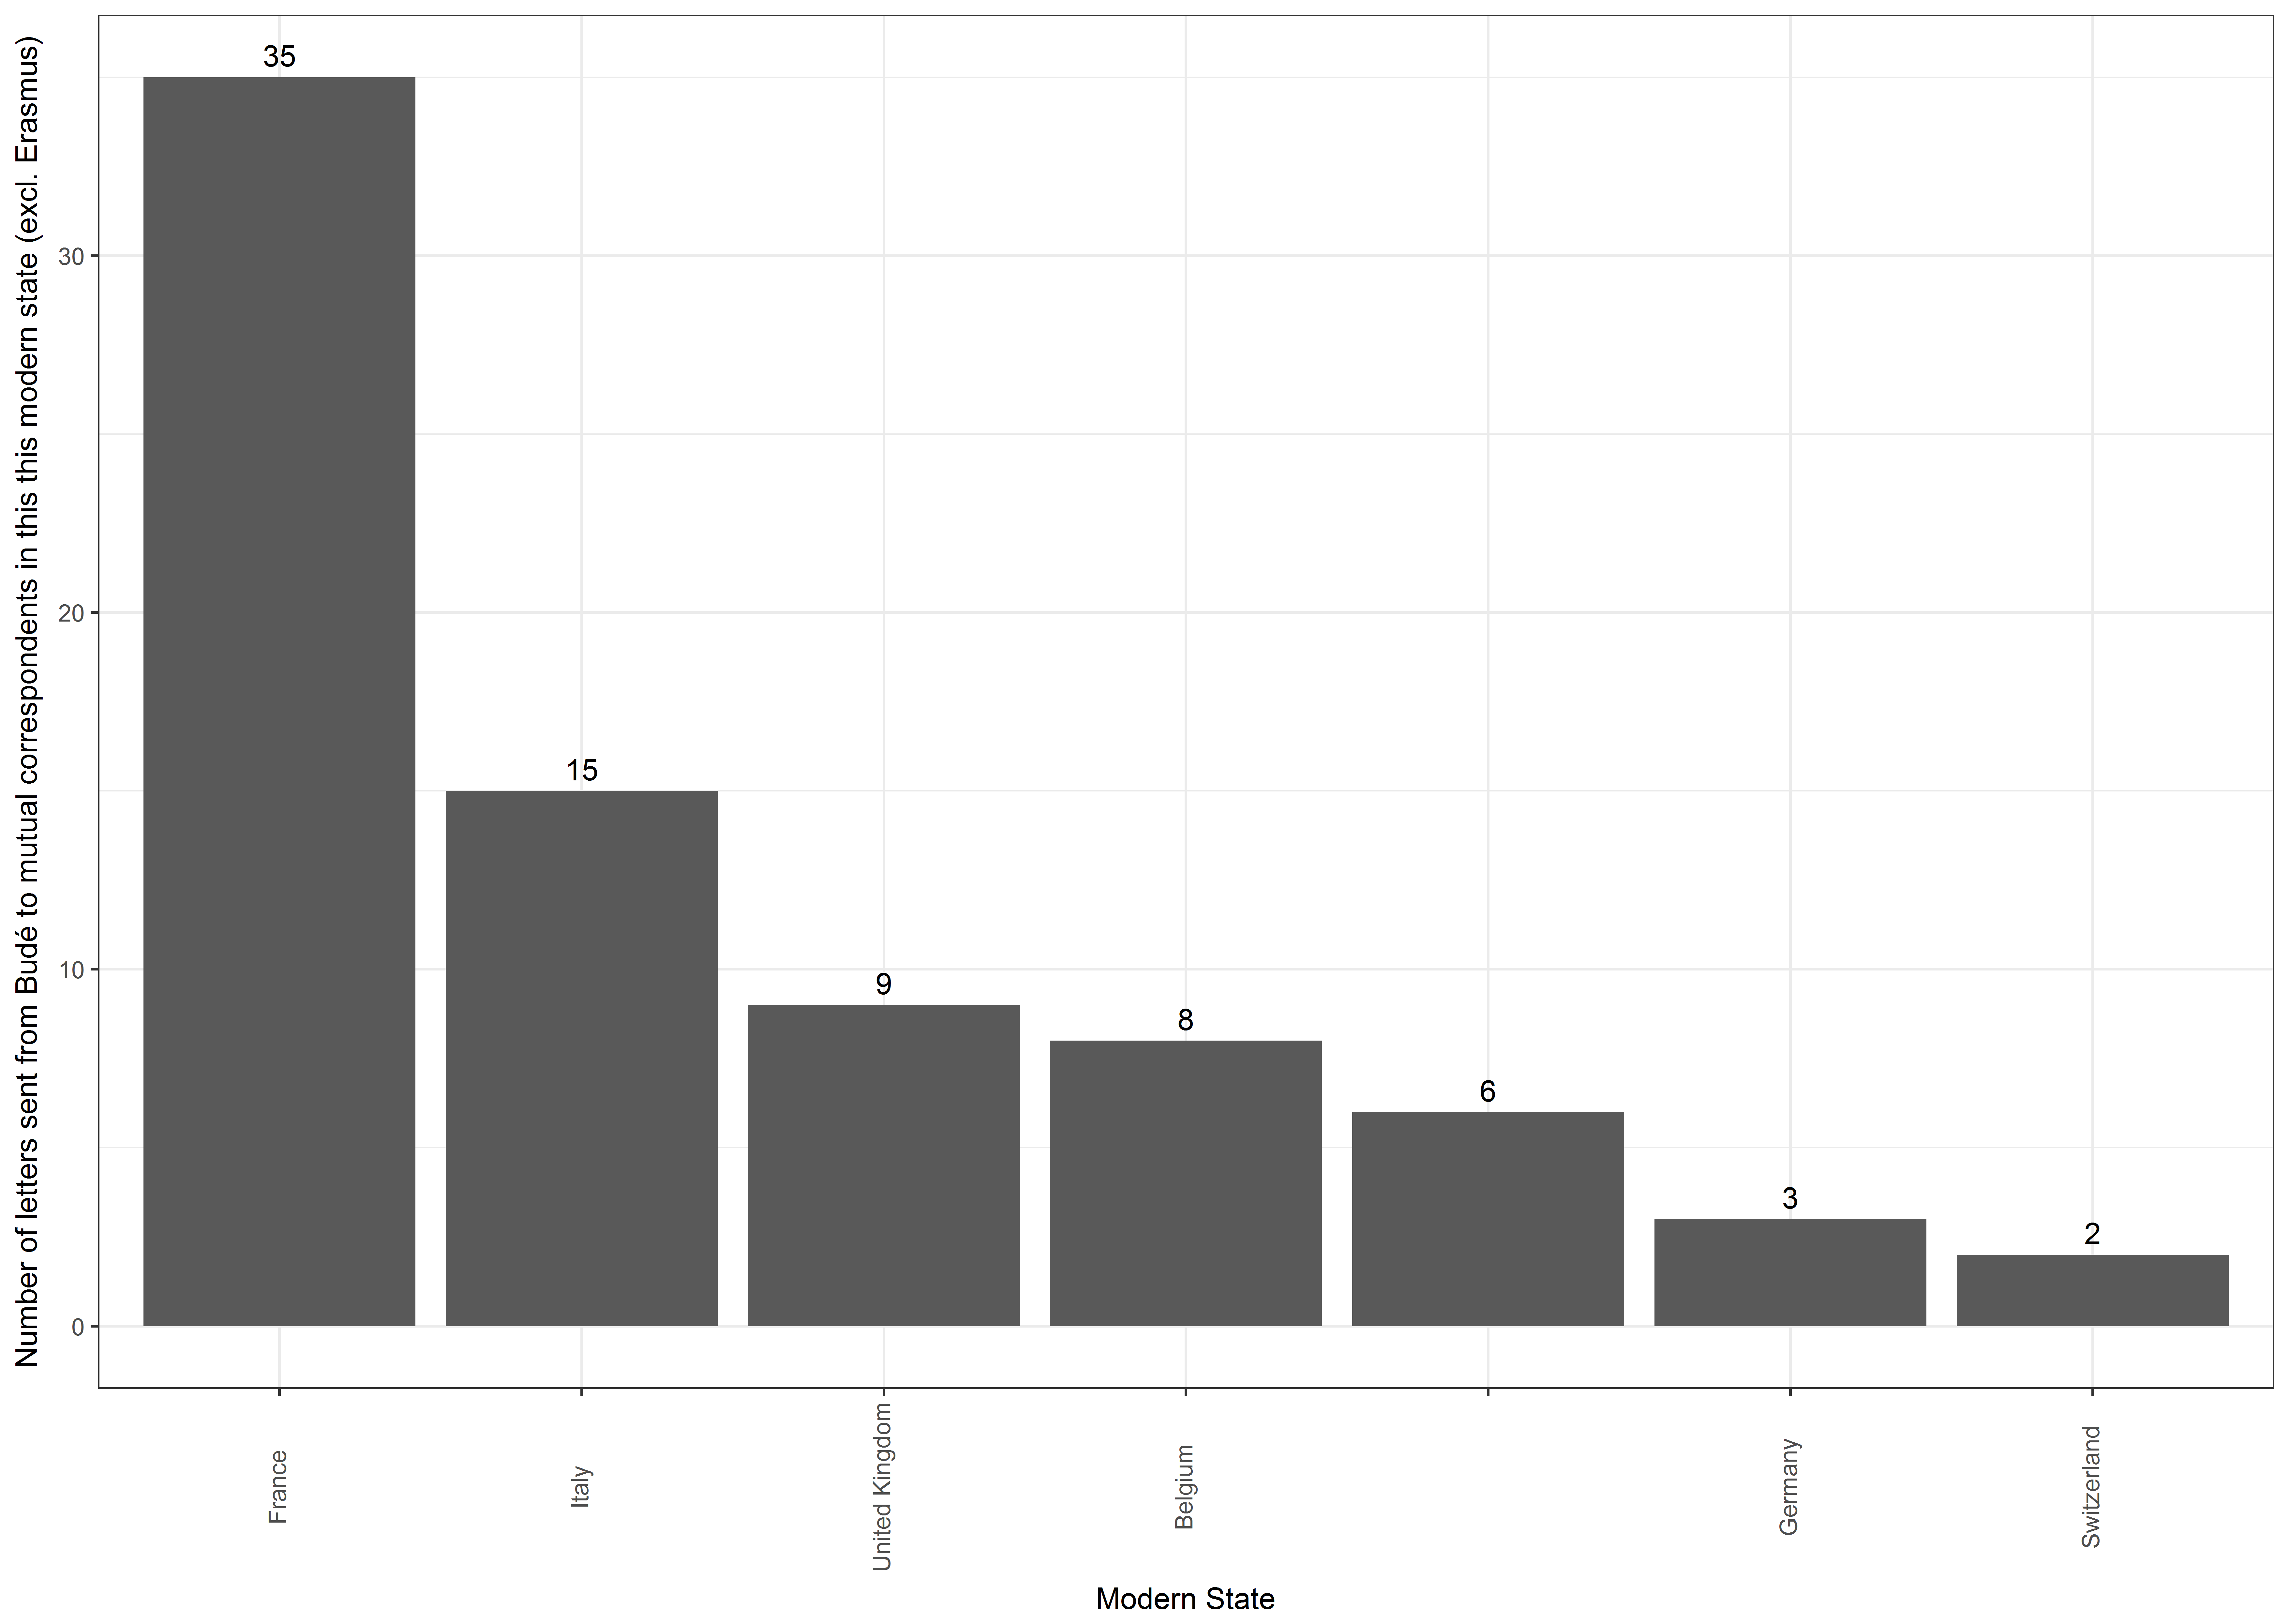 Number of letters sent from Budé to mutual correspondents in this this modern state (excl. Erasmus)
30
20
10
0
35
15
9
8
6
3
2
France
Italy
United Kingdom
Belgium
Germany
Switzerland
Modern State